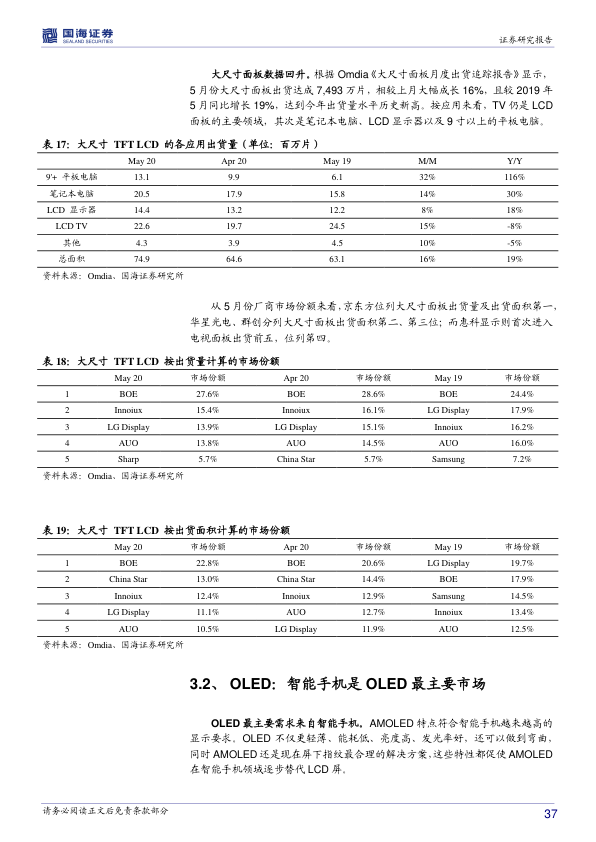 国海证券
SEALAND SECURITIES
证券研究报告
大尺寸面板数据回升。根据 Omdia《大尺寸面板月度出货追踪报告》显示，
5 月份大尺寸面板出货达成 7,493 万片，相较上月大幅成长 16%，且较 2019 年
5 月同比增长 19%，达到今年出货量水平历史新高。按应用来看，TV 仍是 LCD
面板的主要领域，其次是笔记本电脑、LCD 显示器以及 9 寸以上的平板电脑。
表 17：大尺寸 TFT LCD 的各应用出货量（单位：百万片）
May 20 Apr 20 May 19 M/M Y/Y
9'+ 平板电脑 13.1 9.9 6.1 32% 116%
笔记本电脑 20.5 17.9 15.8 14% 30%
LCD 显示器 14.4 13.2 12.2 8% 18%
LCD TV 22.6 19.7 24.5 15% -8%
其他 4.3 3.9 4.5 10% -5%
总面积 74.9 64.6 63.1 16% 19%
资料来源：Omdia、国海证券研究所
从 5 月份厂商市场份额来看，京东方位列大尺寸面板出货量及出货面积第一，
华星光电、群创分列大尺寸面板出货面积第二、第三位；而惠科显示则首次进入
电视面板出货前五，位列第四。
表 18：大尺寸 TFT LCD 按出货量计算的市场份额
May 20 市场份额 Apr 20 市场份额 May 19 市场份额
1 BOE 27.6% BOE 28.6% BOE 24.4%
2 Innoiux 15.4% Innoiux 16.1% LG Display 17.9%
3 LG Display 13.9% LG Display 15.1% Innoiux 16.2%
4 AUO 13.8% AUO 14.5% AUO 16.0%
5 Sharp 5.7% China Star 5.7% Samsung 7.2%
资料来源：Omdia、国海证券研究所
表 19：大尺寸 TFT LCD 按出货面积计算的市场份额
May 20 市场份额 Apr 20 市场份额 May 19 市场份额
1 BOE 22.8% BOE 20.6% LG Display 19.7%
2 China Star 13.0% China Star 14.4% BOE 17.9%
3 Innoiux 12.4% Innoiux 12.9% Samsung 14.5%
4 LG Display 11.1% AUO 12.7% Innoiux 13.4%
5 AUO 10.5% LG Display 11.9% AUO 12.5%
资料来源：Omdia、国海证券研究所
3.2、 OLED：智能手机是 OLED 最主要市场
OLED 最主要需求来自智能手机。AMOLED 特点符合智能手机越来越高的
显示要求。OLED 不仅更轻薄、能耗低、亮度高、发光率好，还可以做到弯曲，
同时 AMOLED 还是现在屏下指纹最合理的解决方案，这些特性都促使 AMOLED
在智能手机领域逐步替代 LCD 屏。
请务必阅读正文后免责条款部分
37